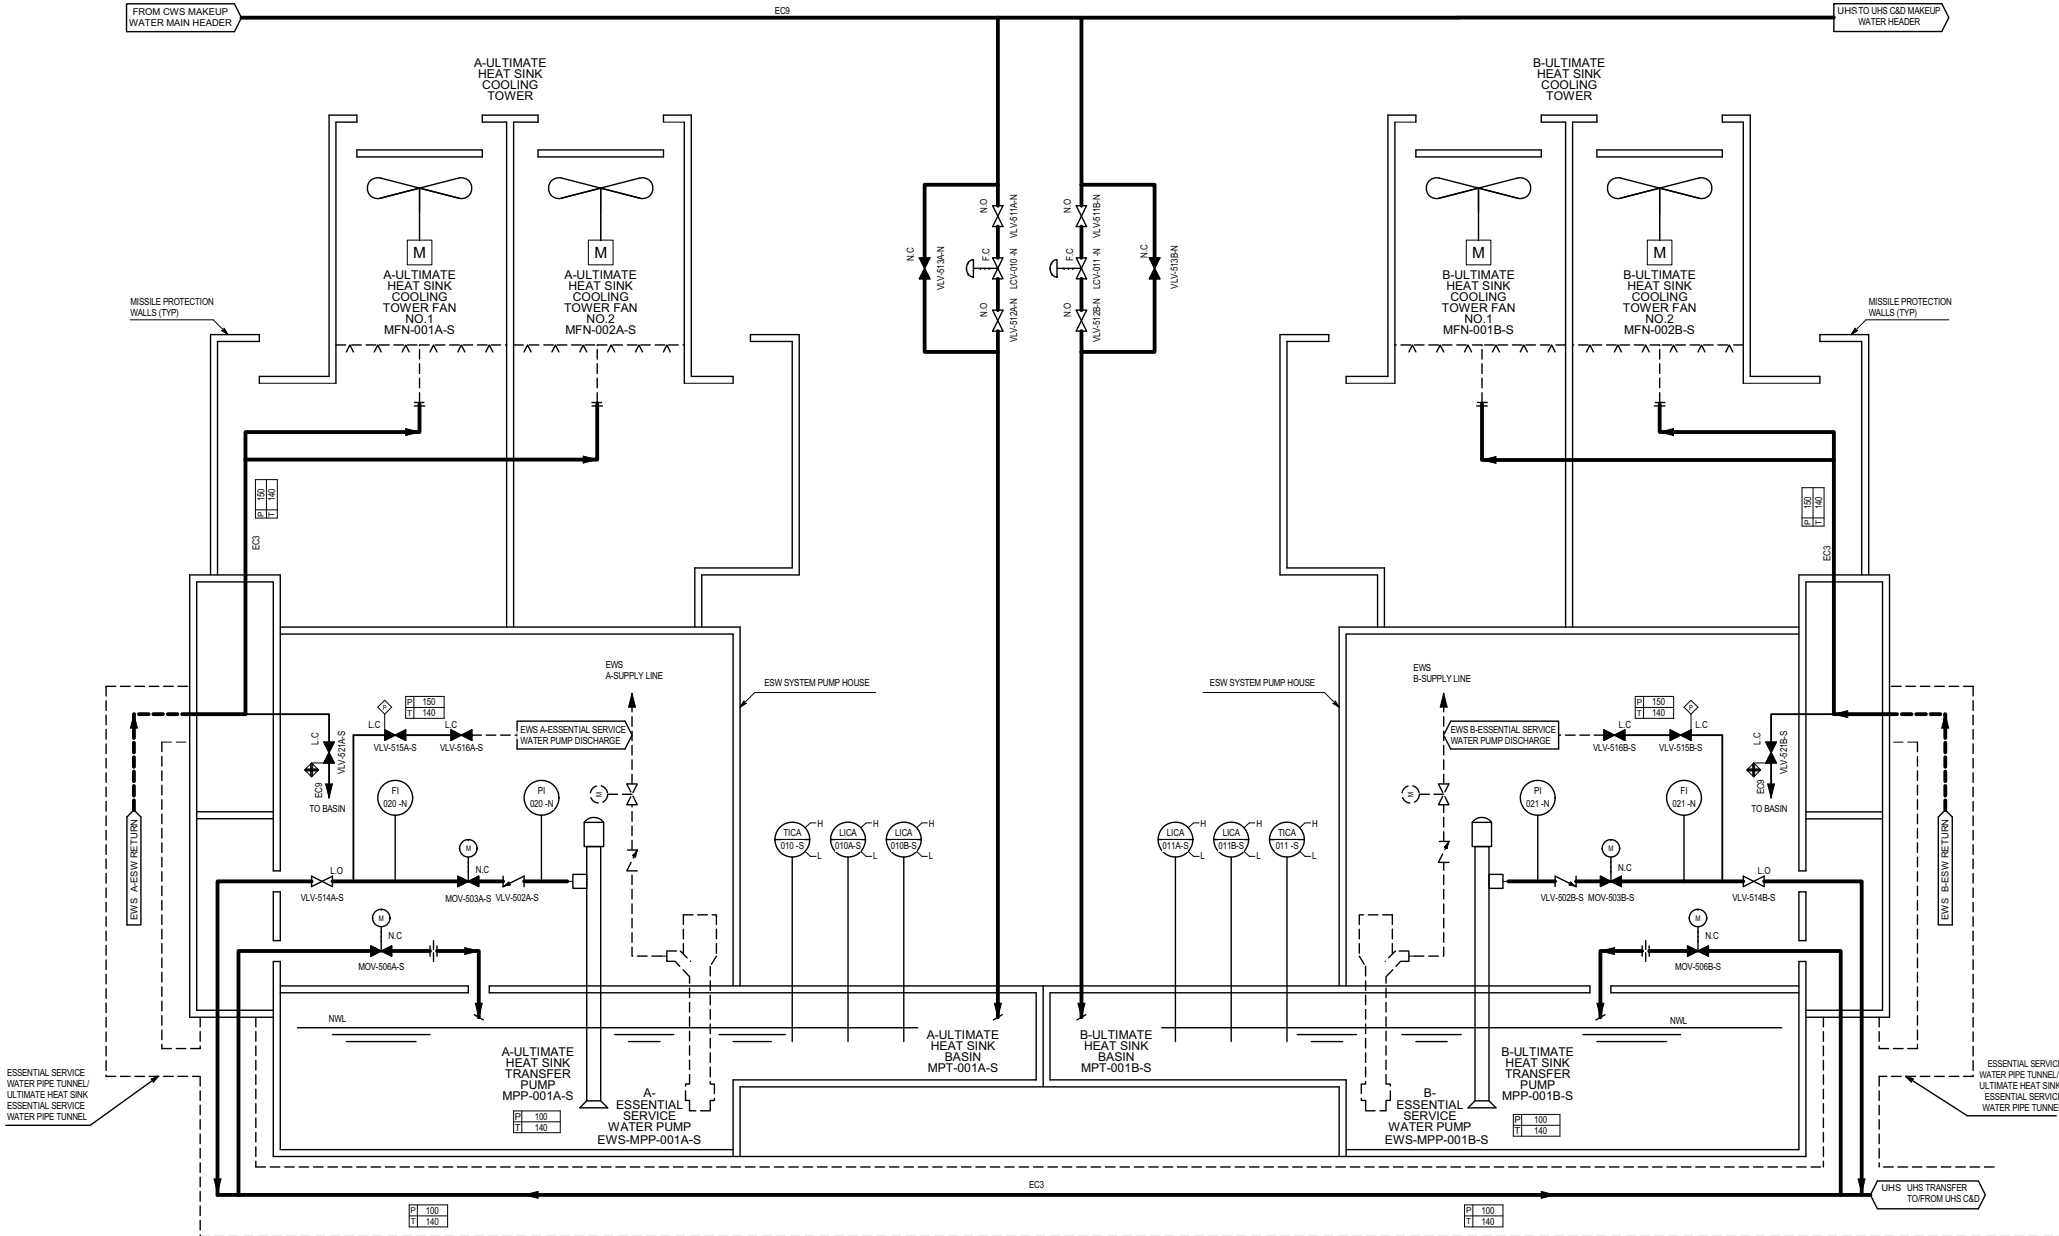 FROM CWS MAKEUP
WATER MAIN HEADER
EC9
UHS TO UHS C&D MAKEUP
WATER HEADER
A-ULTIMATE
HEAT SINK
COOLING
TOWER
B-ULTIMATE
HEAT SINK
COOLING
TOWER
M
A-ULTIMATE
HEAT SINK
COOLING
TOWER FAN
NO.1
MFN-001A-S
M
A-ULTIMATE
HEAT SINK
COOLING
TOWER FAN
NO.2
MFN-002A-S
N.O
VLV-511A-N
N.C
VLV-513A-N
F.C
LCV-010 -N
N.O
VLV-512A-N
N.O
VLV-511B-N
F.C
LCV-011 -N
N.C
VLV-513B-N
N.O
VLV-512B-N
M
B-ULTIMATE
HEAT SINK
COOLING
TOWER FAN
NO.1
MFN-001B-S
M
B-ULTIMATE
HEAT SINK
COOLING
TOWER FAN
NO.2
MFN-002B-S
MISSILE PROTECTION
WALLS (TYP)
MISSILE PROTECTION
WALLS (TYP)
P 150
T 140
EC3
P 150
T 140
EC3
EWS
A-SUPPLY LINE
ESW SYSTEM PUMP HOUSE
ESW SYSTEM PUMP HOUSE
EWS
B-SUPPLY LINE
P
P 150
T 140
L.C
VLV-515A-S
L.C
VLV-516A-S
EWS A-ESSENTIAL SERVICE
WATER PUMP DISCHARGE
L.C
VLV-521A-S
EC9
TO BASIN
EWS B-ESSENTIAL SERVICE
WATER PUMP DISCHARGE
P 150
T 140
P
L.C
VLV-516B-S
L.C
VLV-515B-S
L.C
VLV-521B-S
EC9
TO BASIN
FI
020 -N
PI
020 -N
M
M
PI
021 -N
FI
021 -N
EWS A-ESW RETURN
EWS B-ESW RETURN
TICA
010 -S
H
L
LICA
010A-S
H
L
LICA
010B-S
H
L
LICA
011A-S
H
L
LICA
011B-S
H
L
TICA
011 -S
H
L
L.O
VLV-514A-S
M
N.C
MOV-503A-S
VLV-502A-S
VLV-502B-S
M
N.C
MOV-503B-S
L.O
VLV-514B-S
M
N.C
MOV-506A-S
M
N.C
MOV-506B-S
NWL
NWL
A-ULTIMATE
HEAT SINK
TRANSFER
PUMP
MPP-001A-S
P 100
T 140
A-
ESSENTIAL
SERVICE
WATER PUMP
EWS-MPP-001A-S
A-ULTIMATE
HEAT SINK
BASIN
MPT-001A-S
B-ULTIMATE
HEAT SINK
BASIN
MPT-001B-S
B-
ESSENTIAL
SERVICE
WATER PUMP
EWS-MPP-001B-S
B-ULTIMATE
HEAT SINK
TRANSFER
PUMP
MPP-001B-S
P 100
T 140
ESSENTIAL SERVICE
WATER PIPE TUNNEL/
ULTIMATE HEAT SINK
ESSENTIAL SERVICE
WATER PIPE TUNNEL
ESSENTIAL SERVICE
WATER PIPE TUNNEL/
ULTIMATE HEAT SINK
ESSENTIAL SERVICE
WATER PIPE TUNNEL
EC3
UHS UHS TRANSFER
TO/FROM UHS C&D
P 100
T 140
P 100
T 140